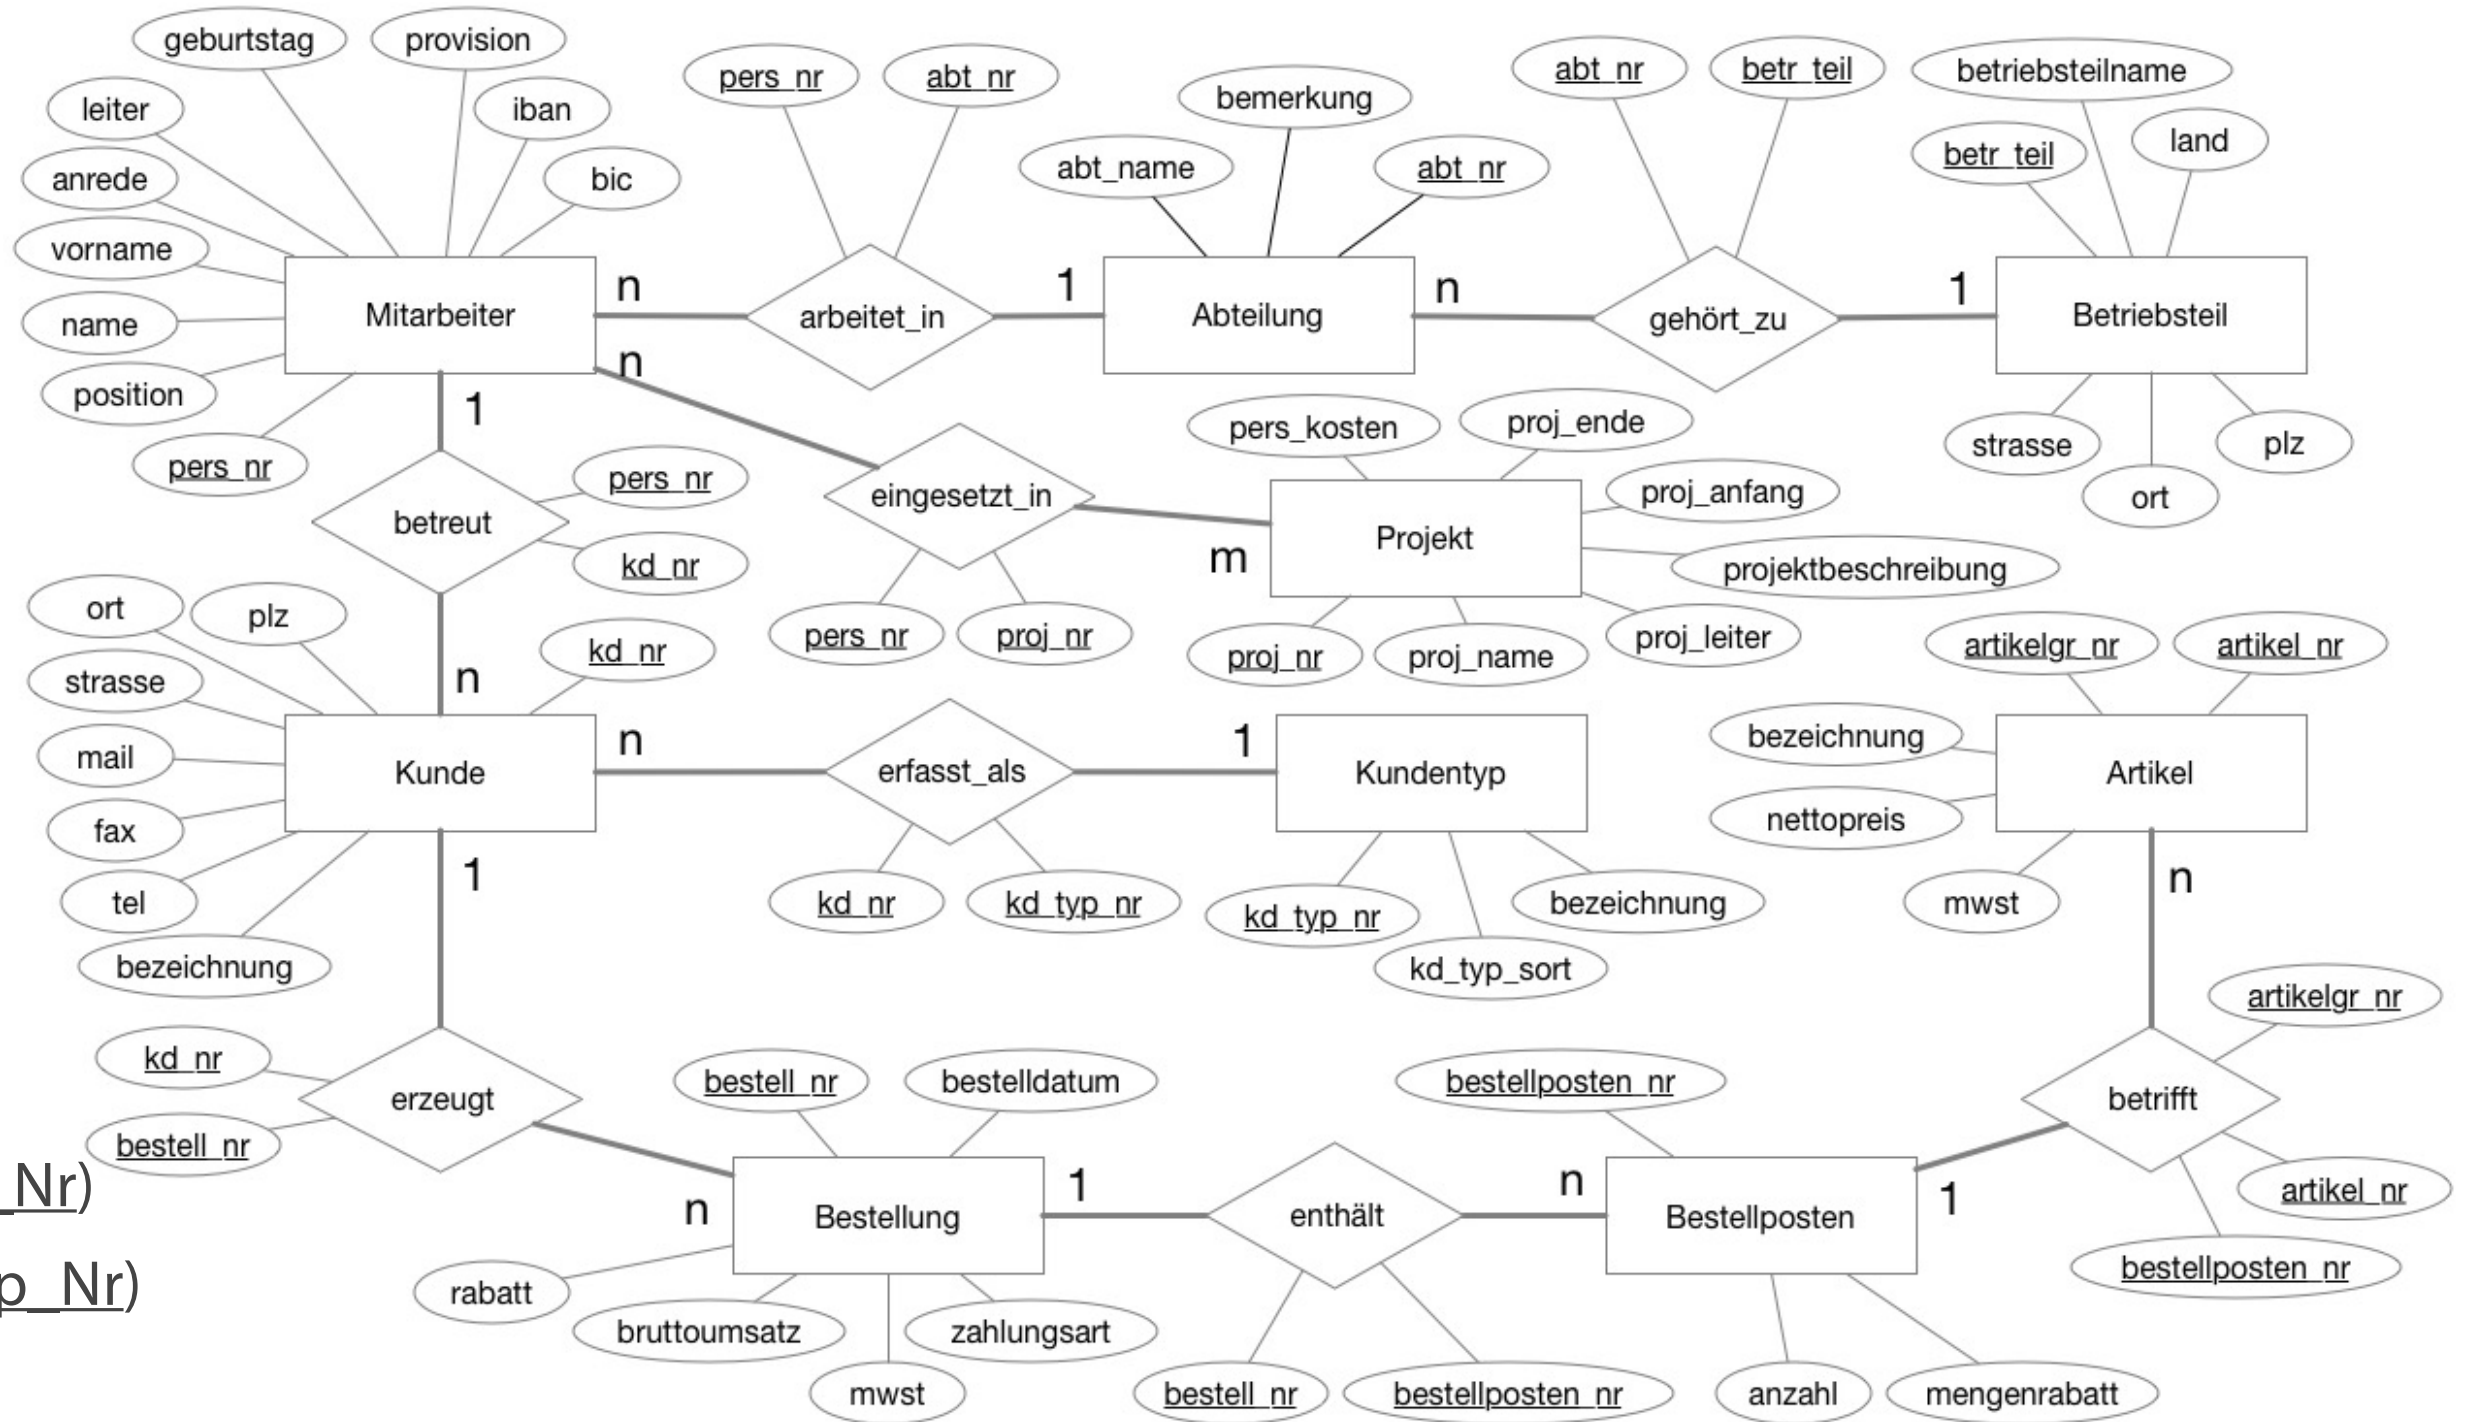 geburtstag
provision
leiter
iban
anrede
bic
vorname
name
position
pers_nr
Mitarbeiter
n
n
1
pers_nr
abt_nr
arbeitet_in
1
abt_name
bemerkung
abt_nr
Abteilung
n
abt_nr
betr_teil
gehört_zu
1
betriebsteilname
betr_teil
land
Betriebsteil
strasse
ort
plz
betreut
pers_nr
kd_nr
n
eingesetzt_in
pers_nr
proj_nr
m
pers_kosten
proj_ende
proj_anfang
projektbeschreibung
proj_leiter
proj_name
proj_nr
Projekt
ort
plz
kd_nr
strasse
mail
fax
tel
bezeichnung
Kunde
n
1
erfasst_als
kd_nr
kd_typ_nr
1
Kundentyp
kd_typ_nr
kd_typ_sort
bezeichnung
artikelgr_nr
artikel_nr
bezeichnung
nettopreis
mwst
Artikel
n
kd_nr
bestell_nr
erzeugt
n
_Nr)
p_Nr)
bestell_nr
bestelldatum
Bestellung
rabatt
bruttoumsatz
mwst
zahlungsart
1
enthält
bestell_nr
bestellposten_nr
n
bestellposten_nr
Bestellposten
anzahl
mengenrabatt
1
betrifft
artikelgr_nr
artikel_nr
bestellposten_nr